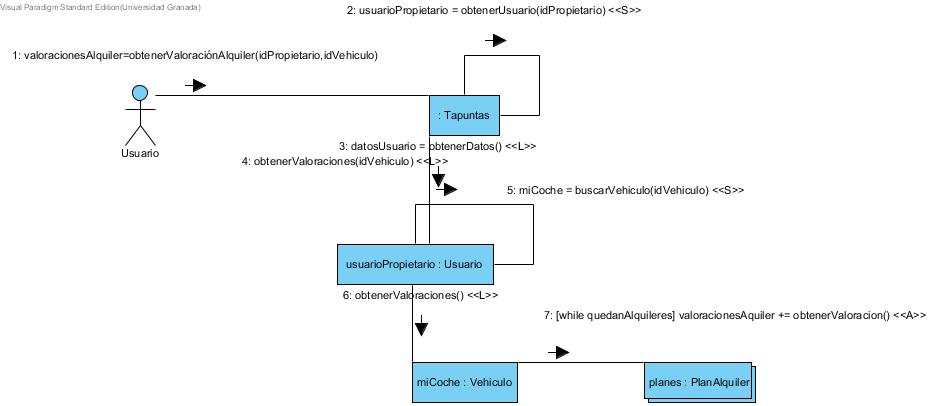 Visual Paradigm Standard Edition(Universidad Granada)
2: usuarioPropietario = obtenerUsuario(idPropietario) <<S>>
1: valoracionesAlquiler=obtenerValoraciónAlquiler(idPropietario,idVehiculo)
: Tapuntas
Usuario
3: datosUsuario = obtenerDatos() <<L>>
4: obtenerValoraciones(idVehiculo) <<L>>
5: miCoche = buscarVehiculo(idVehiculo) <<S>>
usuarioPropietario : Usuario
6: obtenerValoraciones() <<L>>
7: [while quedanAlquileres] valoracionesAquiler += obtenerValoracion() <<A>>
miCoche : Vehiculo
planes : PlanAlquiler